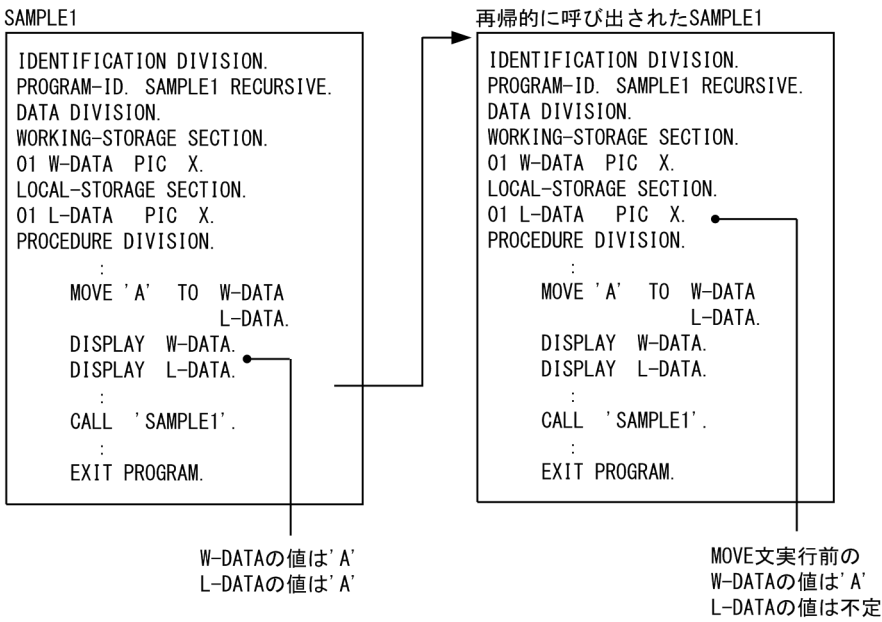 SAMPLE1
IDENTIFICATION DIVISION.
PROGRAM-ID. SAMPLE1 RECURSIVE.
DATA DIVISION.
WORKING-STORAGE SECTION.
01 W-DATA PIC X.
LOCAL-STORAGE SECTION.
01 L-DATA PIC X.
PROCEDURE DIVISION.
:
MOVE 'A' TO W-DATA
L-DATA.
DISPLAY W-DATA.
DISPLAY L-DATA.
:
CALL 'SAMPLE1'.
:
EXIT PROGRAM.
W-DATAの値は'A'
L-DATAの値は'A'
再帰的に呼び出されたSAMPLE1
IDENTIFICATION DIVISION.
PROGRAM-ID. SAMPLE1 RECURSIVE.
DATA DIVISION.
WORKING-STORAGE SECTION.
01 W-DATA PIC X.
LOCAL-STORAGE SECTION.
01 L-DATA PIC X.
PROCEDURE DIVISION.
:
MOVE 'A' TO W-DATA
L-DATA.
DISPLAY W-DATA.
DISPLAY L-DATA.
:
CALL 'SAMPLE1'.
:
EXIT PROGRAM.
MOVE文実行前の
W-DATAの値は'A'
L-DATAの値は不定